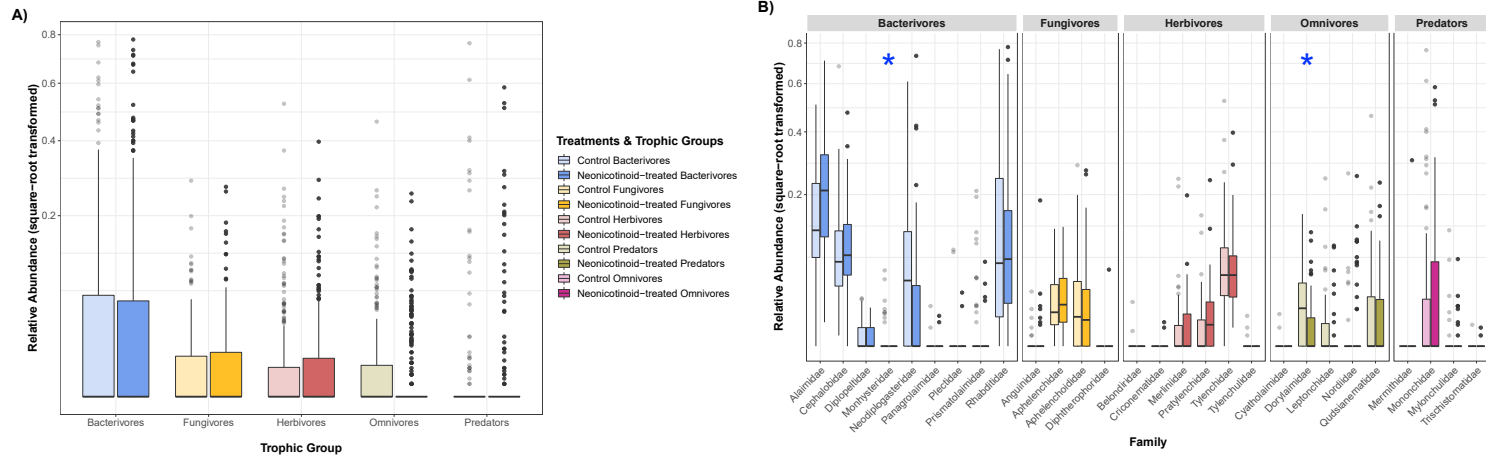 A)
Relative Abundance (square-root transformed)
0.8
0.6
0.4
0.2
Bacterivores
Fungivores
Herbivores
Omnivores
Predators
Trophic Group
Treatments & Trophic Groups
Control Bacterivores
Neonicotinoid-treated Bacterivores
Control Fungivores
Neonicotinoid-treated Fungivores
Control Herbivores
Neonicotinoid-treated Herbivores
Control Predators
Neonicotinoid-treated Predators
Control Omnivores
Neonicotinoid-treated Omnivores
B)
Bacterivores
Fungivores
Herbivores
Omnivores
Predators
Relative Abundance (square-root transformed)
0.8
0.6
0.4
0.2
*
*
Alaimidae
Cephalobidae
Diplopeltidae
Monhysteridae
Neodiplogasteridae
Panagrolaimidae
Plectidae
Prismatolaimidae
Rhabditidae
Anguinidae
Aphelenchidae
Aphelenchoididae
Diphtherophoridae
Belondiridae
Criconematidae
Merliniidae
Pratylenchidae
Tylenchidae
Tylenchulidae
Cyatholaimidae
Dorylaimidae
Leptonchidae
Nordiidae
Qudsianematidae
Mermithidae
Mononchidae
Mylonchulidae
Trischistomatidae
Family